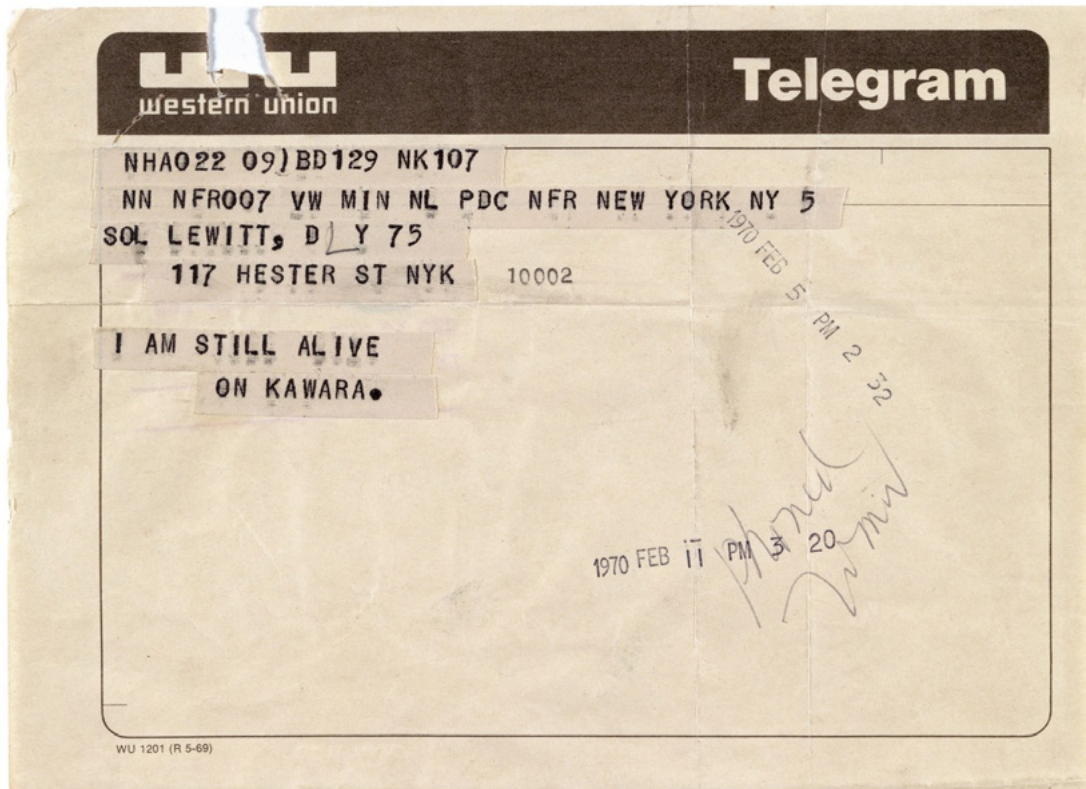 western union
Telegram
NHA022 09)BD129 NK107
NN NFR007 VW MIN NL PDC NFR NEW YORK NY 5
SOL LEWITT, D L Y 75
117 HESTER ST NYK 10002
1970 FEB 5 PM 2 32
I AM STILL ALIVE
ON KAWARA.
phoned
1970 FEB 11 PM 3 20
WU 1201 (R 5-69)